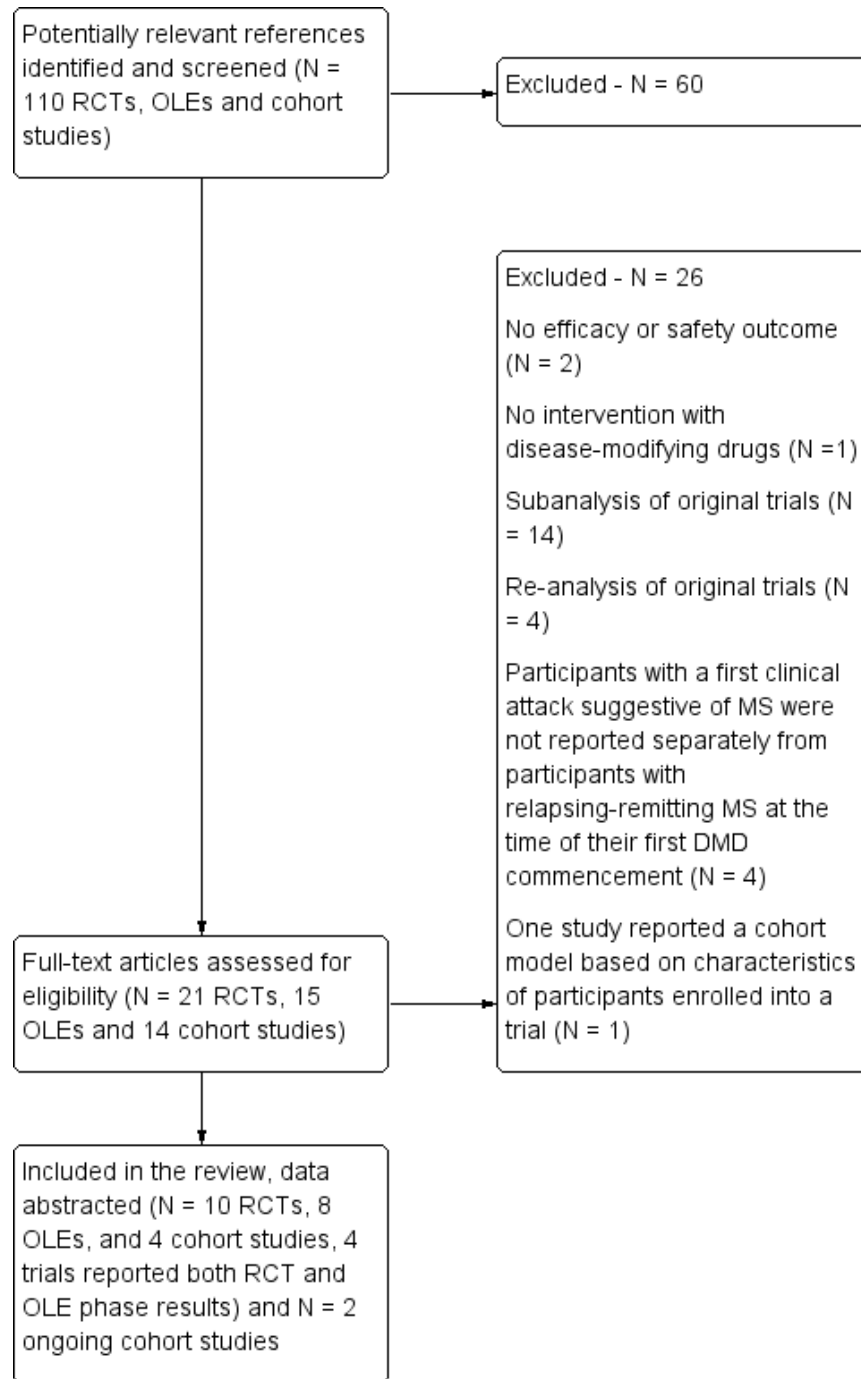 Potentially relevant references
identified and screened (N =
110 RCTs, OLEs and cohort
studies)
Excluded - N = 60
Excluded - N = 26
No efficacy or safety outcome
(N = 2)
No intervention with
disease-modifying drugs (N =1)
Subanalysis of original trials (N
= 14)
Re-analysis of original trials (N
= 4)
Participants with a first clinical
attack suggestive of MS were
not reported separately from
participants with
relapsing-remitting MS at the
time of their first DMD
commencement (N = 4)
One study reported a cohort
model based on characteristics
of participants enrolled into a
trial (N = 1)
Full-text articles assessed for
eligibility (N = 21 RCTs, 15
OLEs and 14 cohort studies)
Included in the review, data
abstracted (N = 10 RCTs, 8
OLEs, and 4 cohort studies, 4
trials reported both RCT and
OLE phase results) and N = 2
ongoing cohort studies